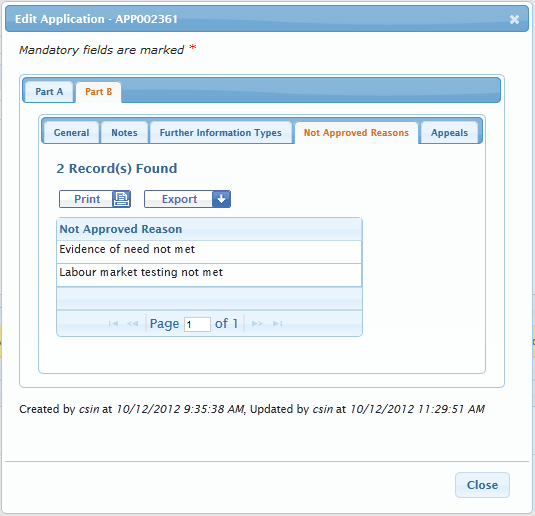 Edit Application - APP002361
Mandatory fields are marked *
Part A Part B
General Notes Further Information Types Not Approved Reasons Appeals
2 Record(s) Found
Print Export
Not Approved Reason
Evidence of need not met
Labour market testing not met
Page 1 of 1
Created by csin at 10/12/2012 9:35:38 AM, Updated by csin at 10/12/2012 11:29:51 AM
Close